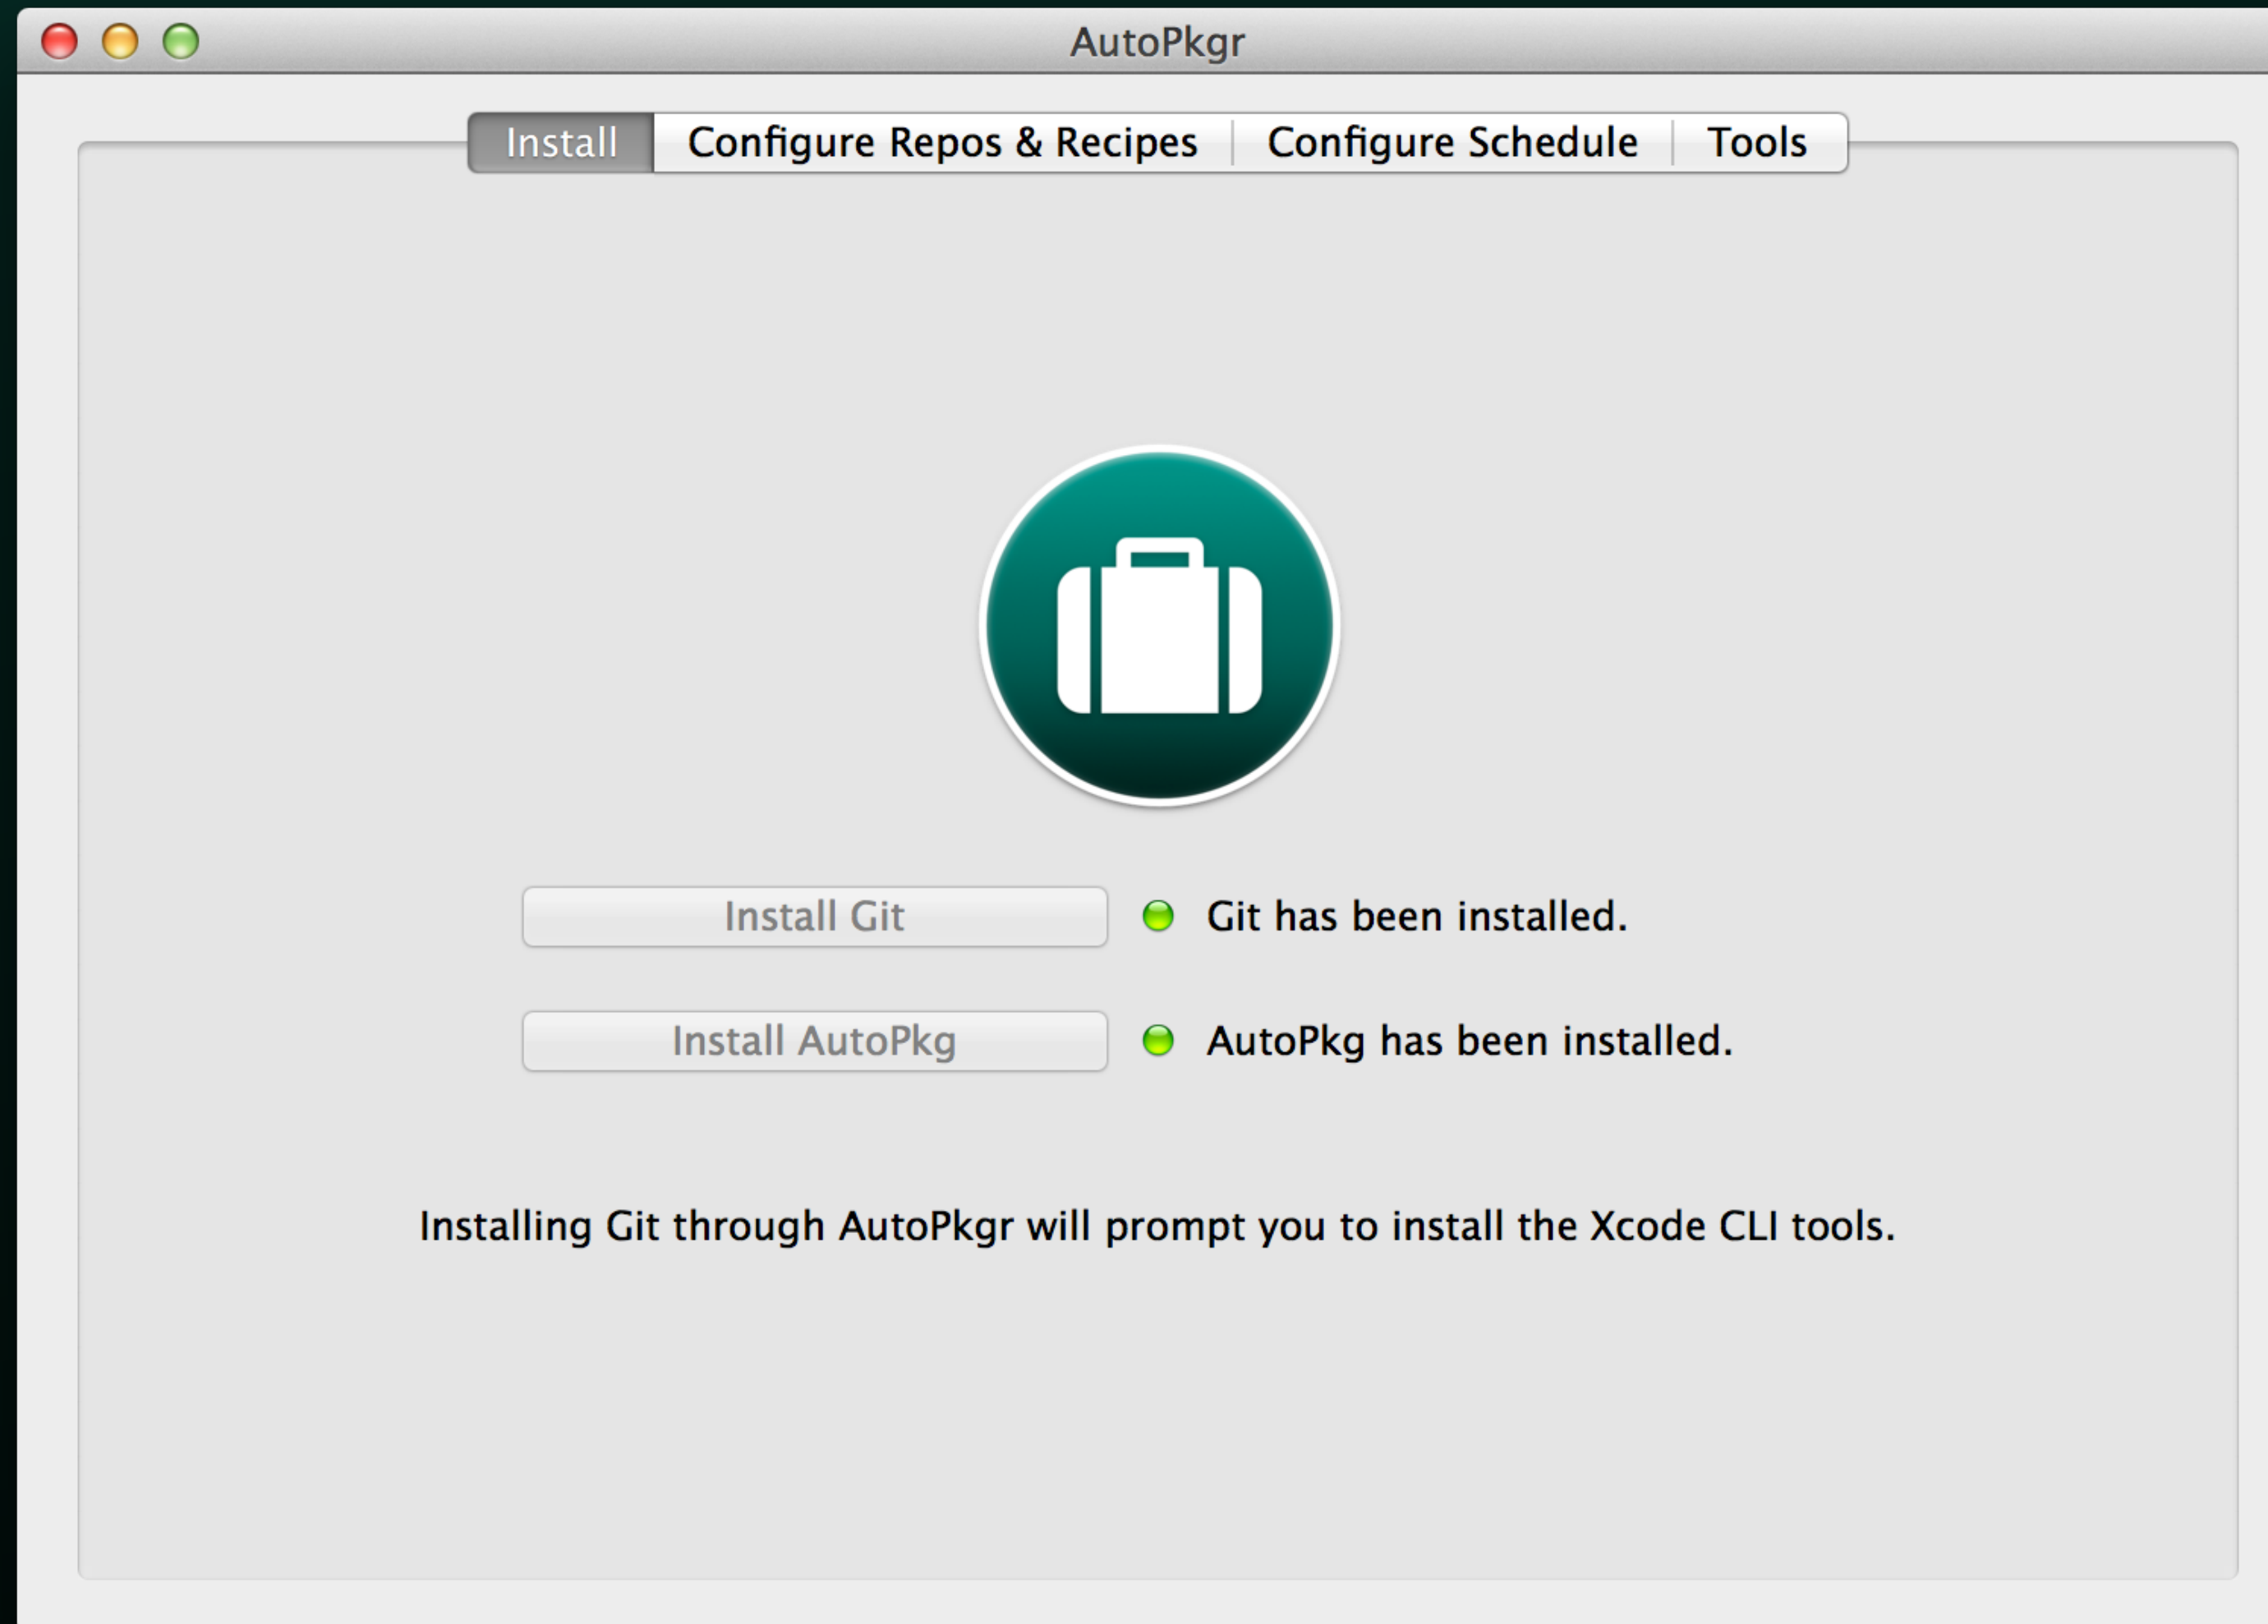 AutoPkgr
Install Configure Repos & Recipes Configure Schedule Tools
Install Git Git has been installed.
Install AutoPkg AutoPkg has been installed.
Installing Git through AutoPkgr will prompt you to install the Xcode CLI tools.